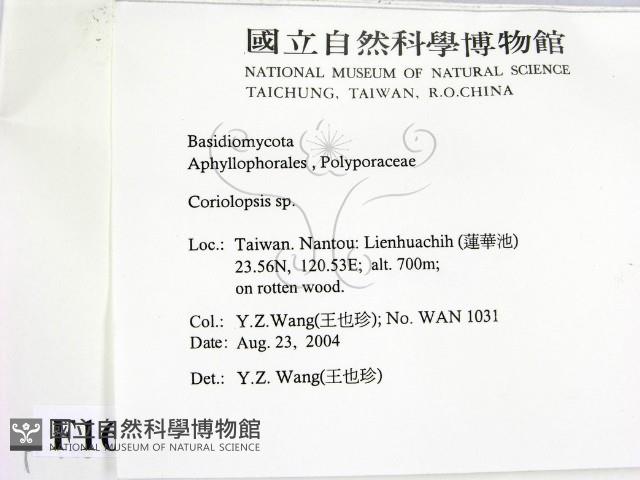 國立自然科學博物館
NATIONAL MUSEUM OF NATURAL SCIENCE
TAICHUNG, TAIWAN, R.O.CHINA
Basidiomycota
Aphyllophorales , Polyporaceae
Coriolopsis sp.
Loc.: Taiwan. Nantou: Lienhuachih (蓮華池)
23.56N, 120.53E; alt. 700m;
on rotten wood.
Col.: Y.Z.Wang(王也珍); No. WAN 1031
Date: Aug. 23, 2004
Det.: Y.Z. Wang(王也珍)
國立自然科學博物館
NATIONAL MUSEUM OF NATURAL SCIENCE